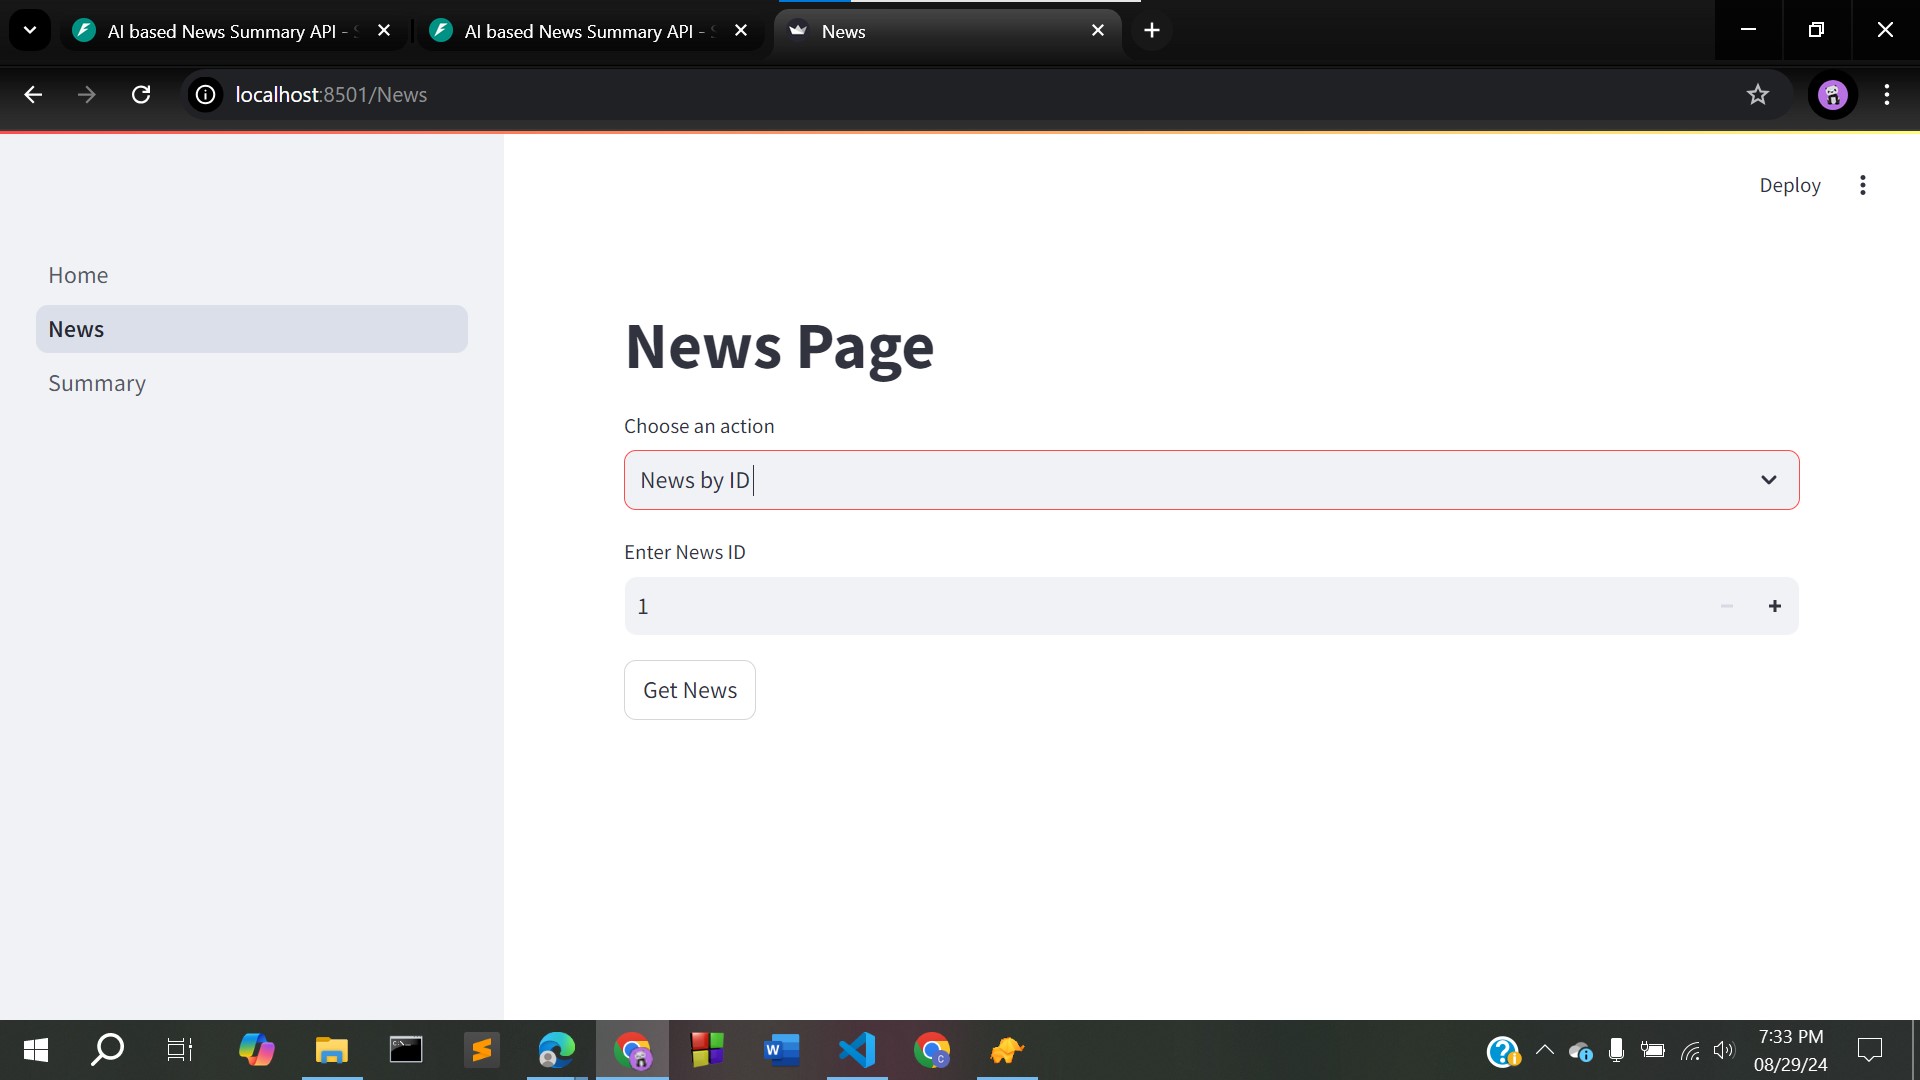 AI based News Summary API -
AI based News Summary API -
News
localhost:8501/News
Deploy
Home
News
Summary
News Page
Choose an action
News by ID
Enter News ID
1
Get News
7:33 PM
08/29/24